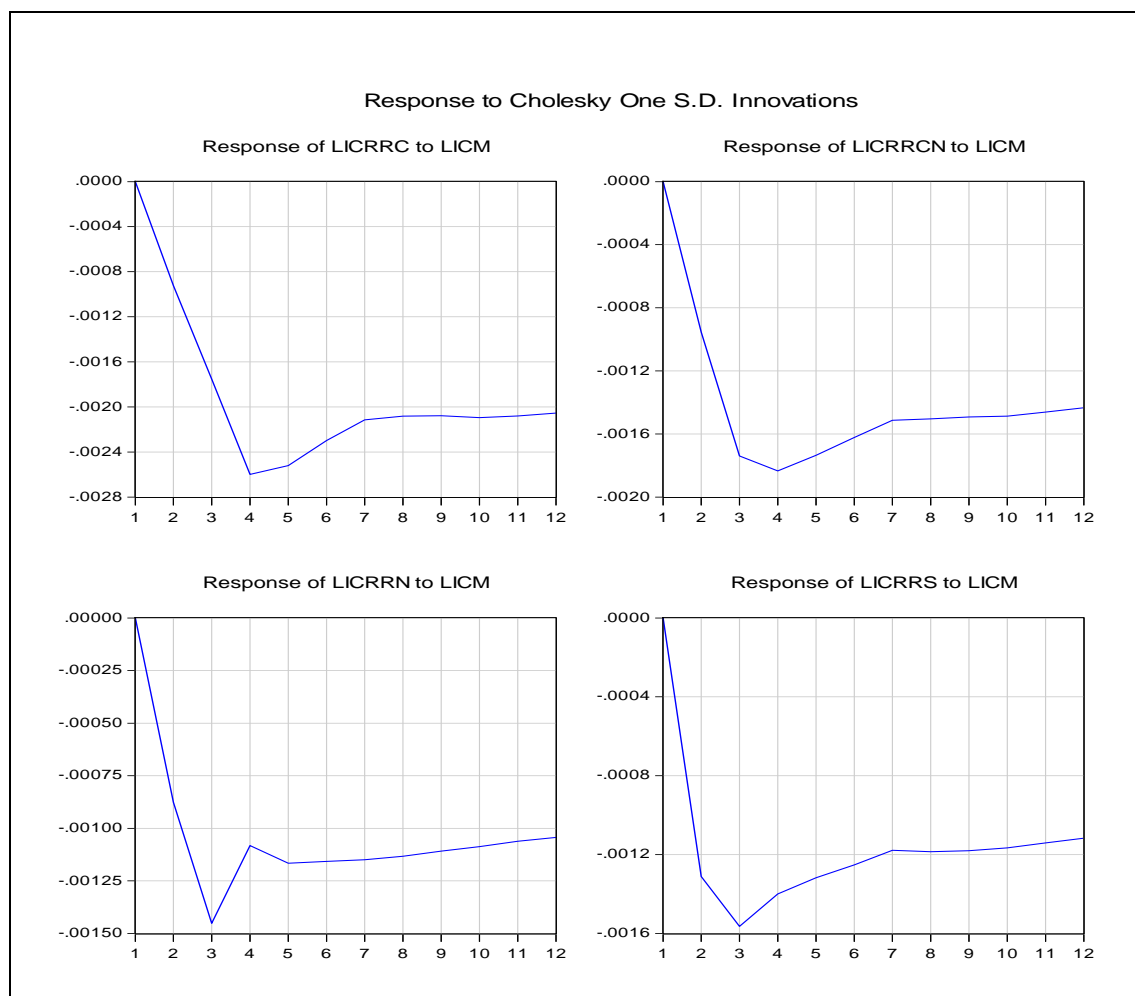 Response to Cholesky One S.D. Innovations
Response of LICRRC to LICM
.0000
-.0004
-.0008
-.0012
-.0016
-.0020
-.0024
-.0028
1 2 3 4 5 6 7 8 9 10 11 12
Response of LICRRCN to LICM
.0000
-.0004
-.0008
-.0012
-.0016
-.0020
1 2 3 4 5 6 7 8 9 10 11 12
Response of LICRRN to LICM
.00000
-.00025
-.00050
-.00075
-.00100
-.00125
-.00150
1 2 3 4 5 6 7 8 9 10 11 12
Response of LICRRS to LICM
.0000
-.0004
-.0008
-.0012
-.0016
1 2 3 4 5 6 7 8 9 10 11 12